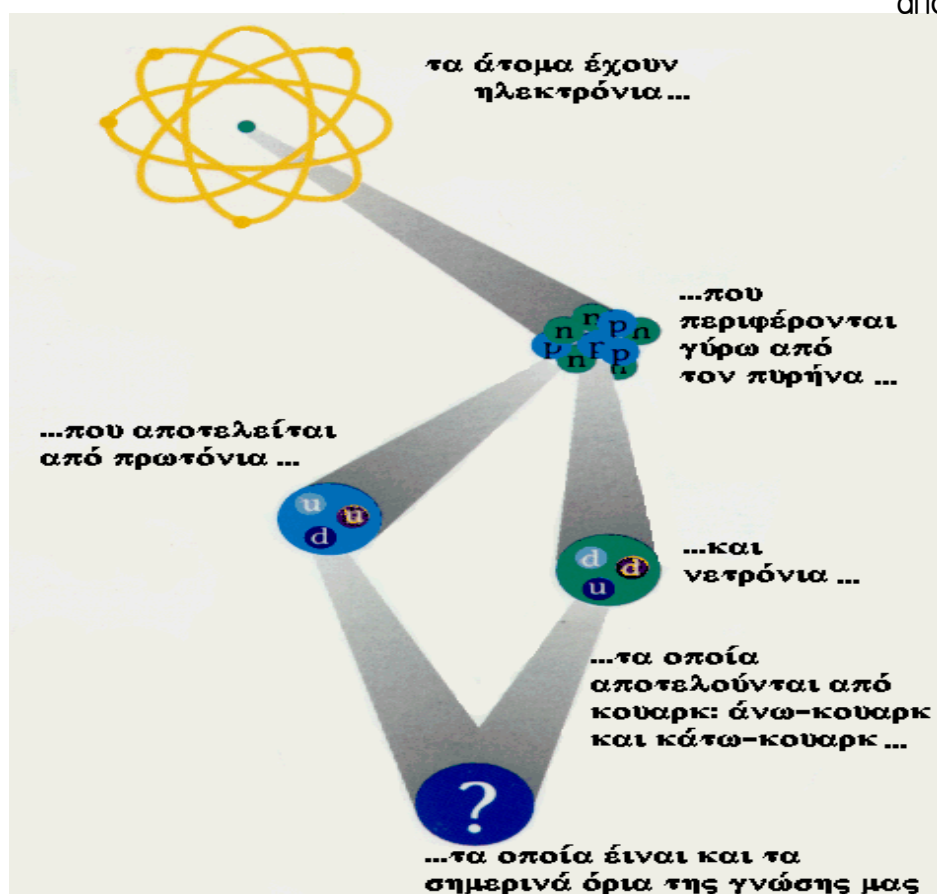 τα άτομα έχουν
ηλεκτρόνια...
...που
περιφέρονται
γύρω από
τον πυρήνα ...
n
n p n
p p p
n n
...που αποτελείται
από πρωτόνια ...
u u
d
...και
νετρόνια ...
d d
u
...τα οποία
αποτελούνται από
κουαρκ: άνω-κουαρκ
και κάτω-κουαρκ ...
?
...τα οποία έιναι και τα
σημερινά όρια της γνώσης μας